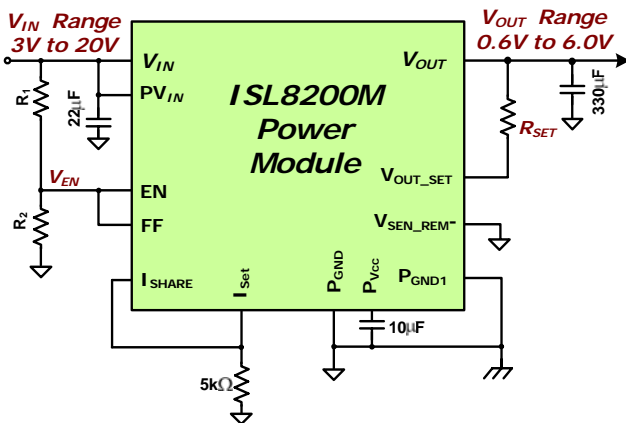 VIN Range
3V to 20V
VOUT Range
0.6V to 6.0V
VIN
VOUT
PVIN
ISL8200M
Power
Module
R1
22µF
330µF
RSET
VOUT_SET
VEN
EN
FF
R2
VSEN_REM-
ISHARE
ISet
PGND
PVcc
PGND1
10µF
5kΩ